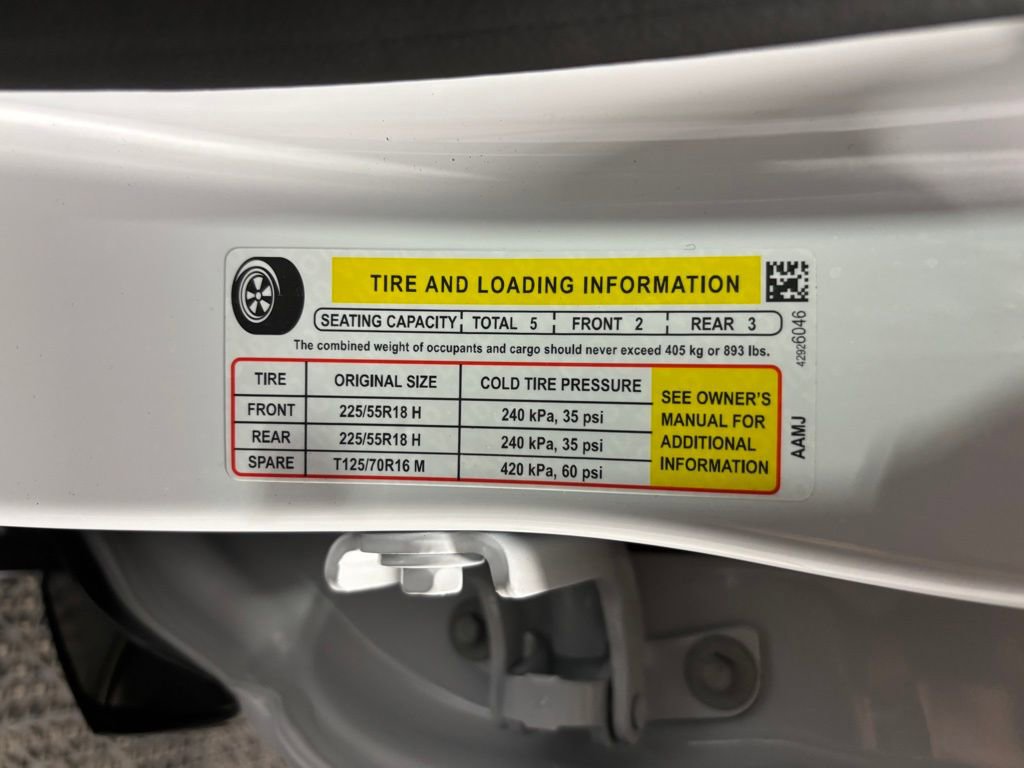 TIRE AND LOADING INFORMATION
SEATING CAPACITY TOTAL 5 FRONT 2 REAR 3
The combined weight of occupants and cargo should never exceed 405 kg or 893 lbs.
TIRE ORIGINAL SIZE COLD TIRE PRESSURE
FRONT 225/55R18 H 240 kPa, 35 psi
REAR 225/55R18 H 240 kPa, 35 psi
SPARE T125/70R16 M 420 kPa, 60 psi
SEE OWNER'S
MANUAL FOR
ADDITIONAL
INFORMATION
42926046
AAMJ